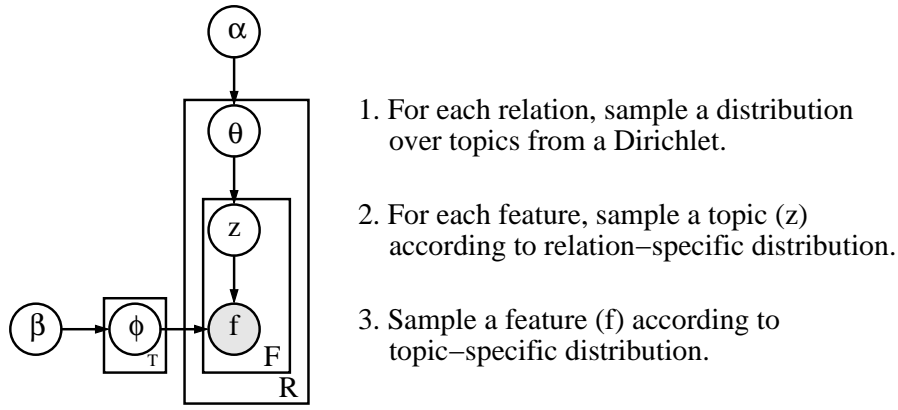 α
θ
1. For each relation, sample a distribution
over topics from a Dirichlet.
z
2. For each feature, sample a topic (z)
according to relation−specific distribution.
β
ϕ
T
f
F
R
3. Sample a feature (f) according to
topic−specific distribution.